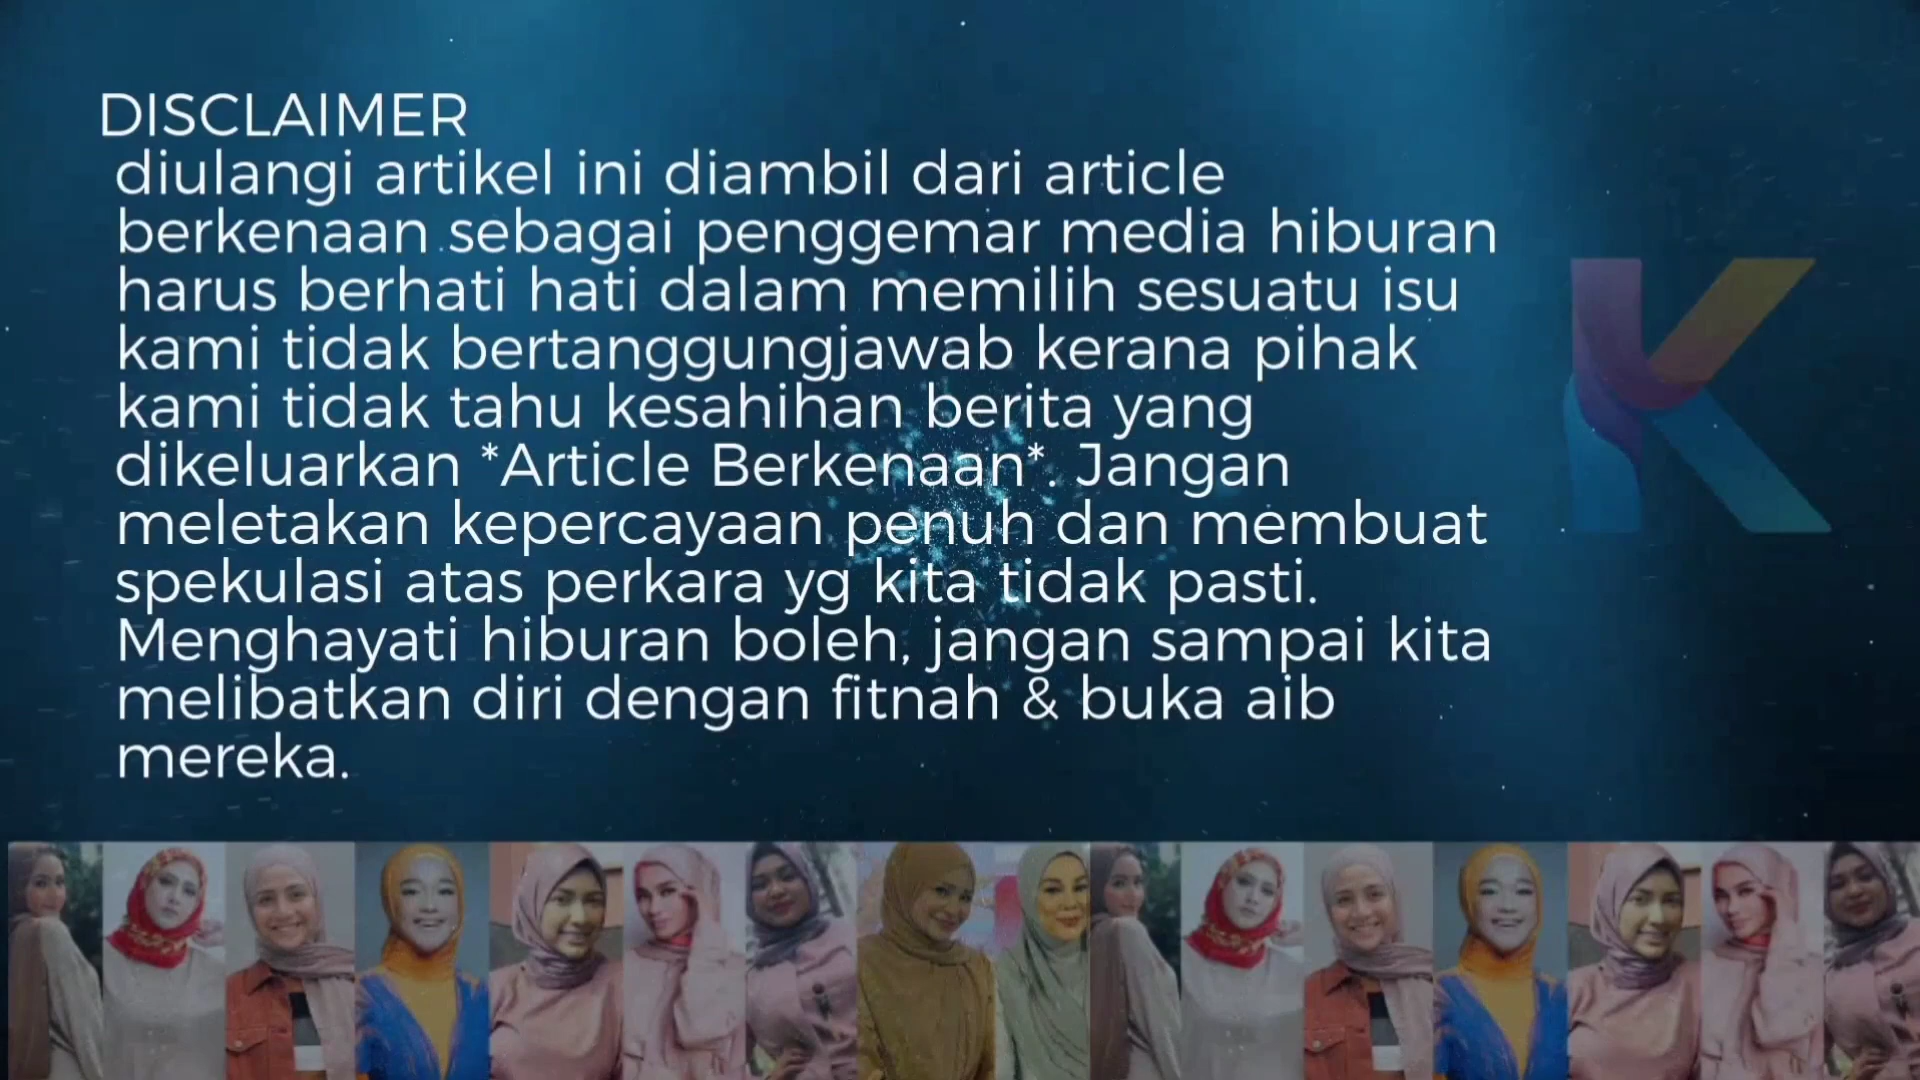 DISCLAIMER
diulangi artikel ini diambil dari article
berkenaan sebagai penggemar media hiburan
harus berhati hati dalam memilih sesuatu isu
kami tidak bertanggungjawab kerana pihak
kami tidak tahu kesahihan berita yang
dikeluarkan *Article Berkenaan*. Jangan
meletakan kepercayaan penuh dan membuat
spekulasi atas perkara yg kita tidak pasti.
Menghayati hiburan boleh, jangan sampai kita
melibatkan diri dengan fitnah & buka aib
mereka.
K